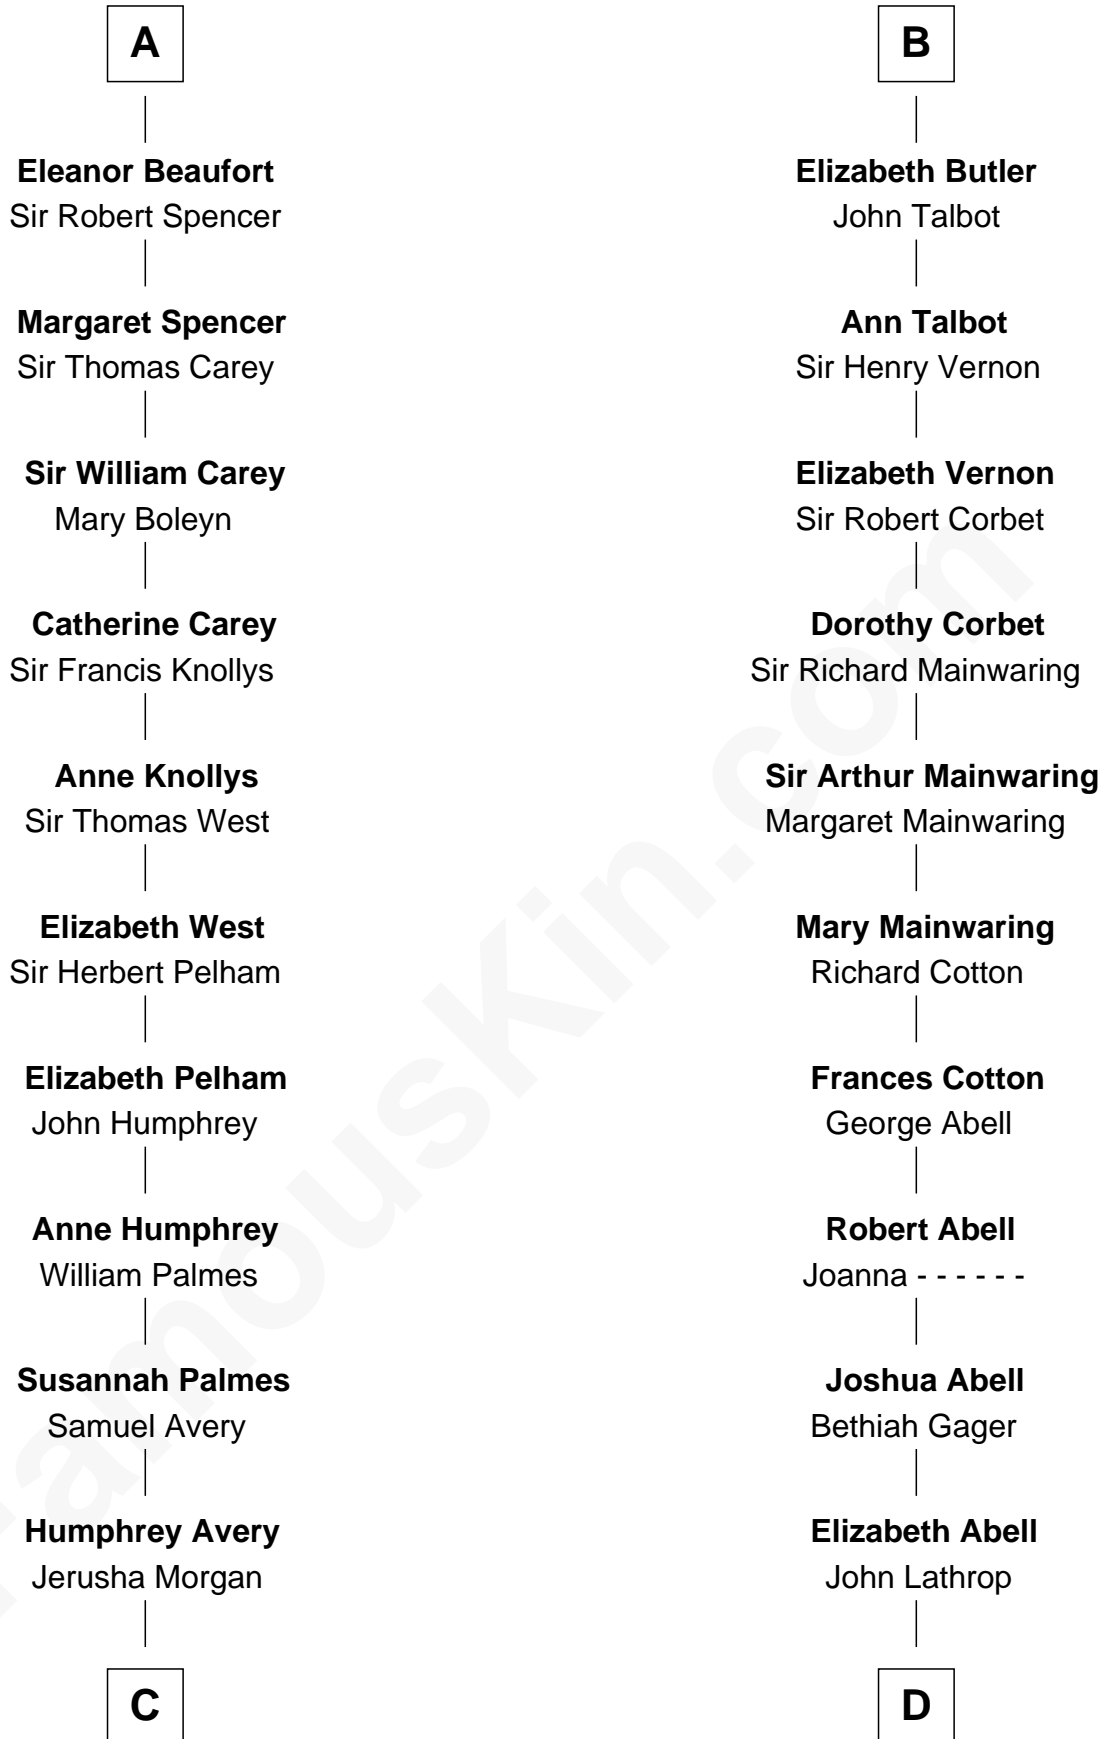 A
Eleanor Beaufort
Sir Robert Spencer
Margaret Spencer
Sir Thomas Carey
Sir William Carey
Mary Boleyn
Catherine Carey
Sir Francis Knollys
Anne Knollys
Sir Thomas West
Elizabeth West
Sir Herbert Pelham
Elizabeth Pelham
John Humphrey
Anne Humphrey
William Palmes
Susannah Palmes
Samuel Avery
Humphrey Avery
Jerusha Morgan
C
B
Elizabeth Butler
John Talbot
Ann Talbot
Sir Henry Vernon
Elizabeth Vernon
Sir Robert Corbet
Dorothy Corbet
Sir Richard Mainwaring
Sir Arthur Mainwaring
Margaret Mainwaring
Mary Mainwaring
Richard Cotton
Frances Cotton
George Abell
Robert Abell
Joanna - - - - - -
Joshua Abell
Bethiah Gager
Elizabeth Abell
John Lathrop
D
FamousKin.com